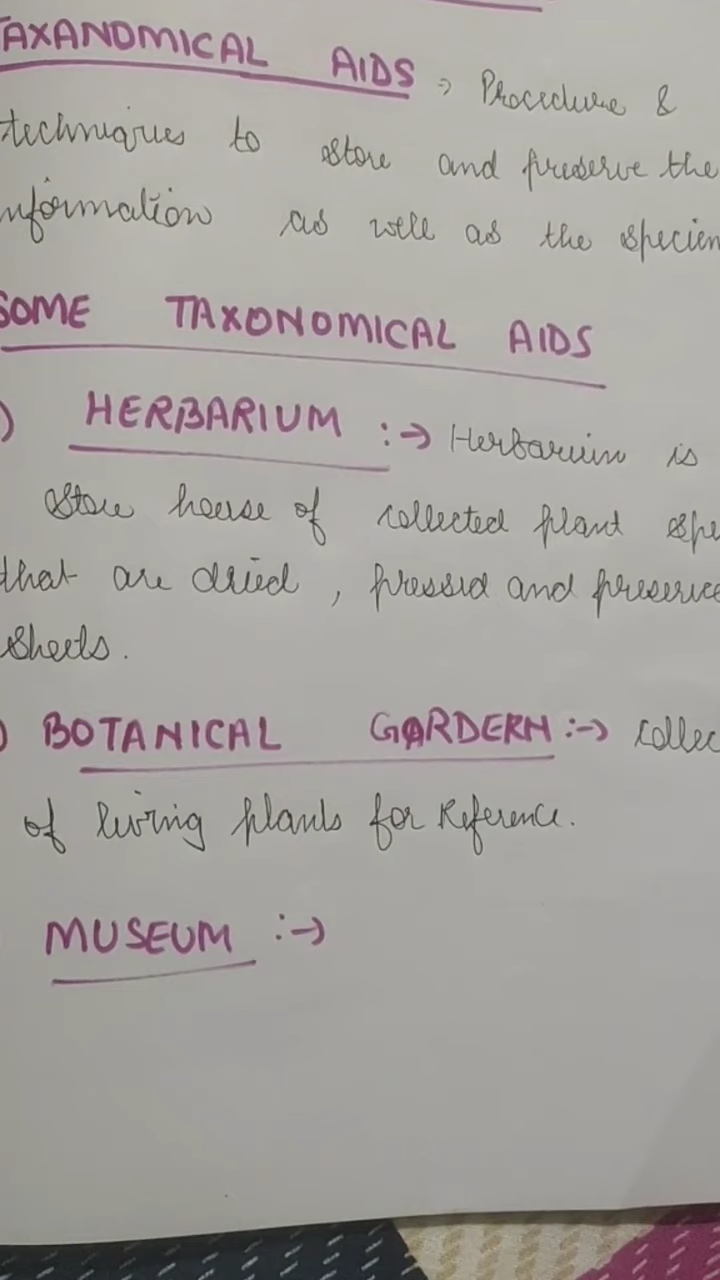 AXANOMICAL AIDS → Procedure &
techniques to store and preserve the
nformation as well as the specien
SOME TAXONOMICAL AIDS
) HERBARIUM :→ Herbarium is
store house of collected plant spe
that are dried , pressed and preserve
sheets.
) BOTANICAL GARDERN :→ collec
of living plants for Reference.
MUSEUM :→